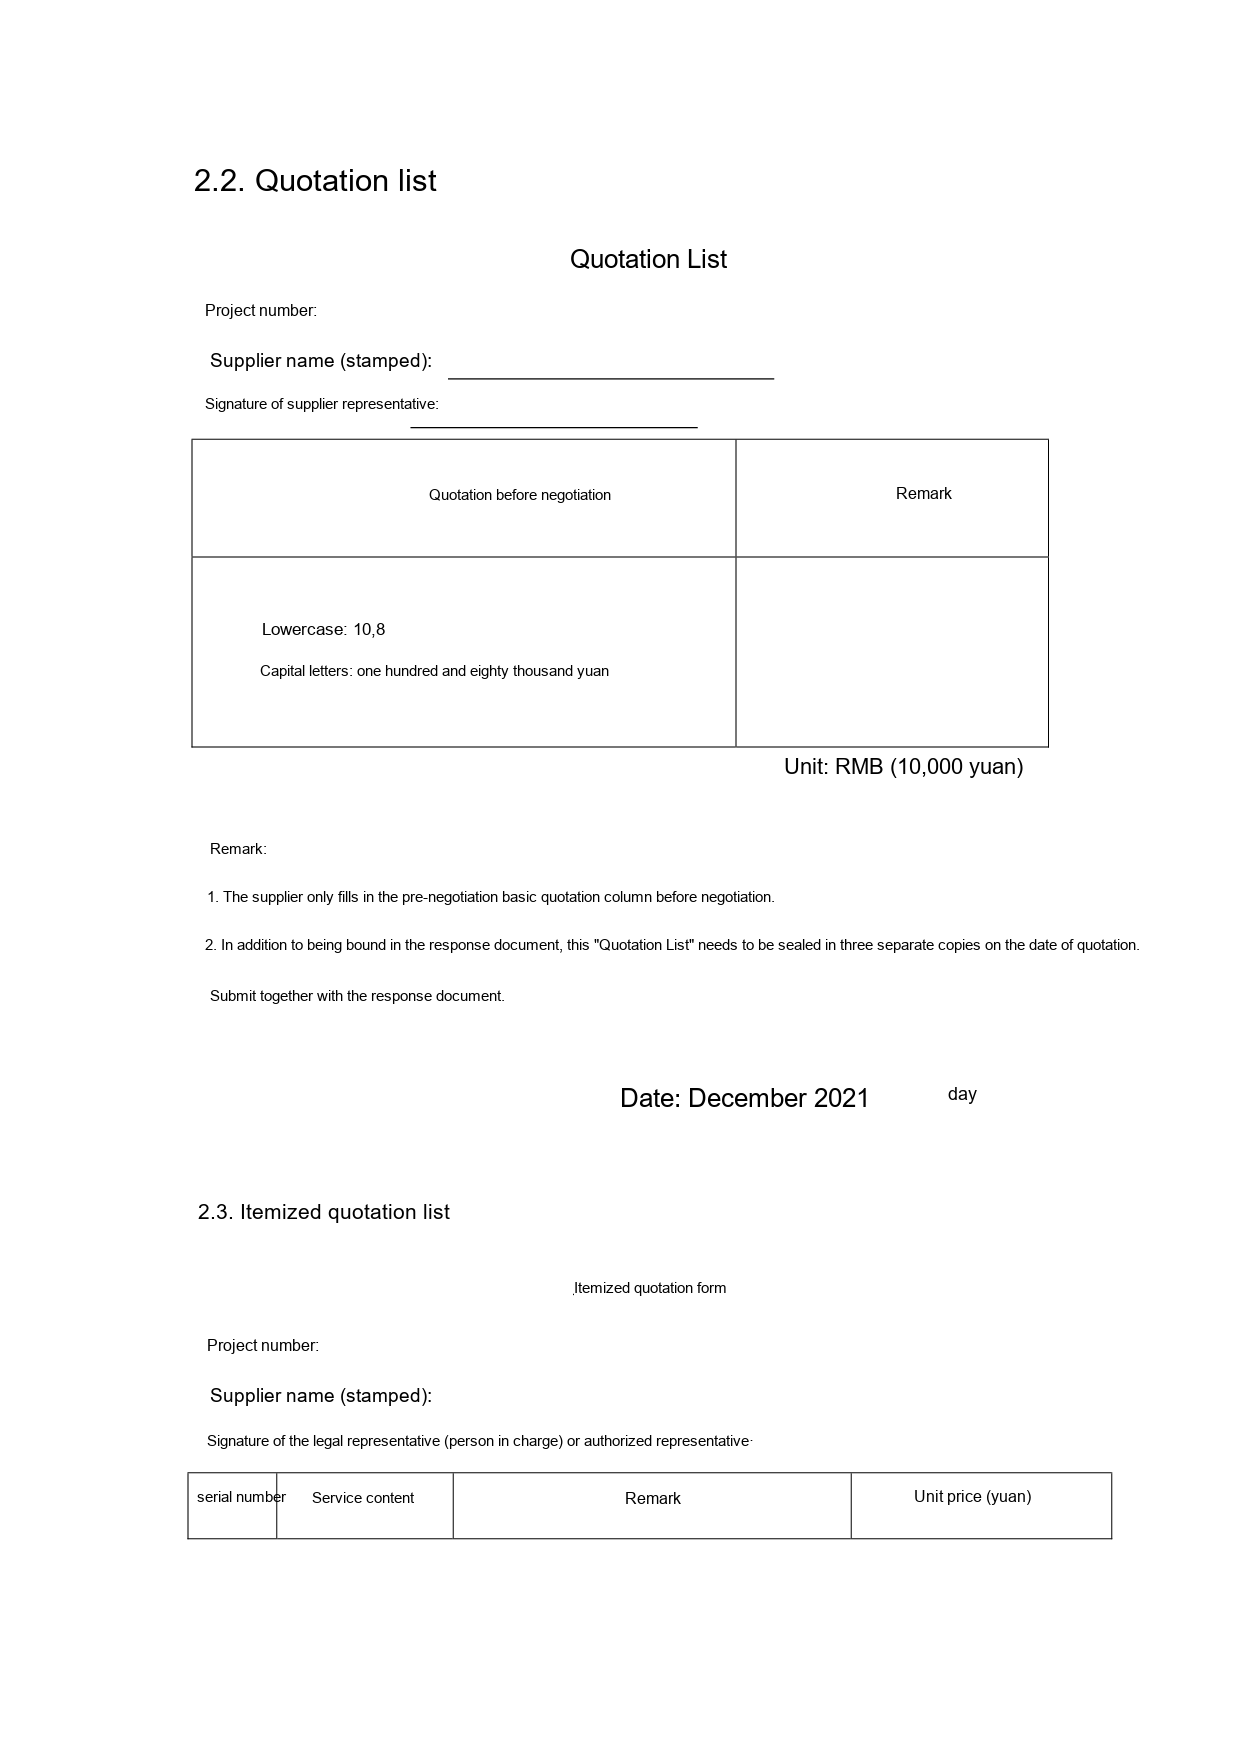 2.2. Quotation list
Quotation List
Project number:
Supplier name (stamped):
Signature of supplier representative:
Quotation before negotiation
Remark
Lowercase: 10,8
Capital letters: one hundred and eighty thousand yuan
Unit: RMB (10,000 yuan)
Remark:
1. The supplier only fills in the pre-negotiation basic quotation column before negotiation.
2. In addition to being bound in the response document, this "Quotation List" needs to be sealed in three separate copies on the date of quotation.
Submit together with the response document.
Date: December 2021 day
2.3. Itemized quotation list
Itemized quotation form
Project number:
Supplier name (stamped):
Signature of the legal representative (person in charge) or authorized representative·
serial number
Service content
Remark
Unit price (yuan)